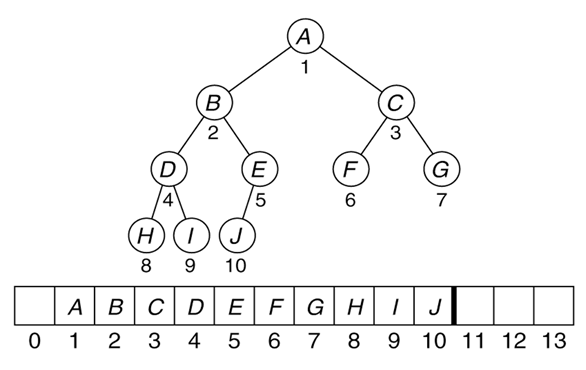 A
1
B C
2 3
D E F G
4 5 6 7
H I J
8 9 10
A B C D E F G H I J
0 1 2 3 4 5 6 7 8 9 10 11 12 13